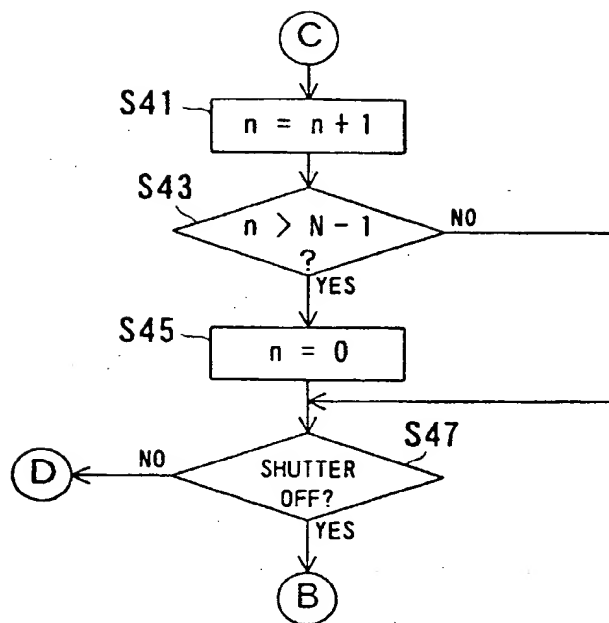 C
S41
n = n + 1
S43
n > N - 1
?
NO
YES
S45
n = 0
S47
NO
D
SHUTTER
OFF?
YES
B